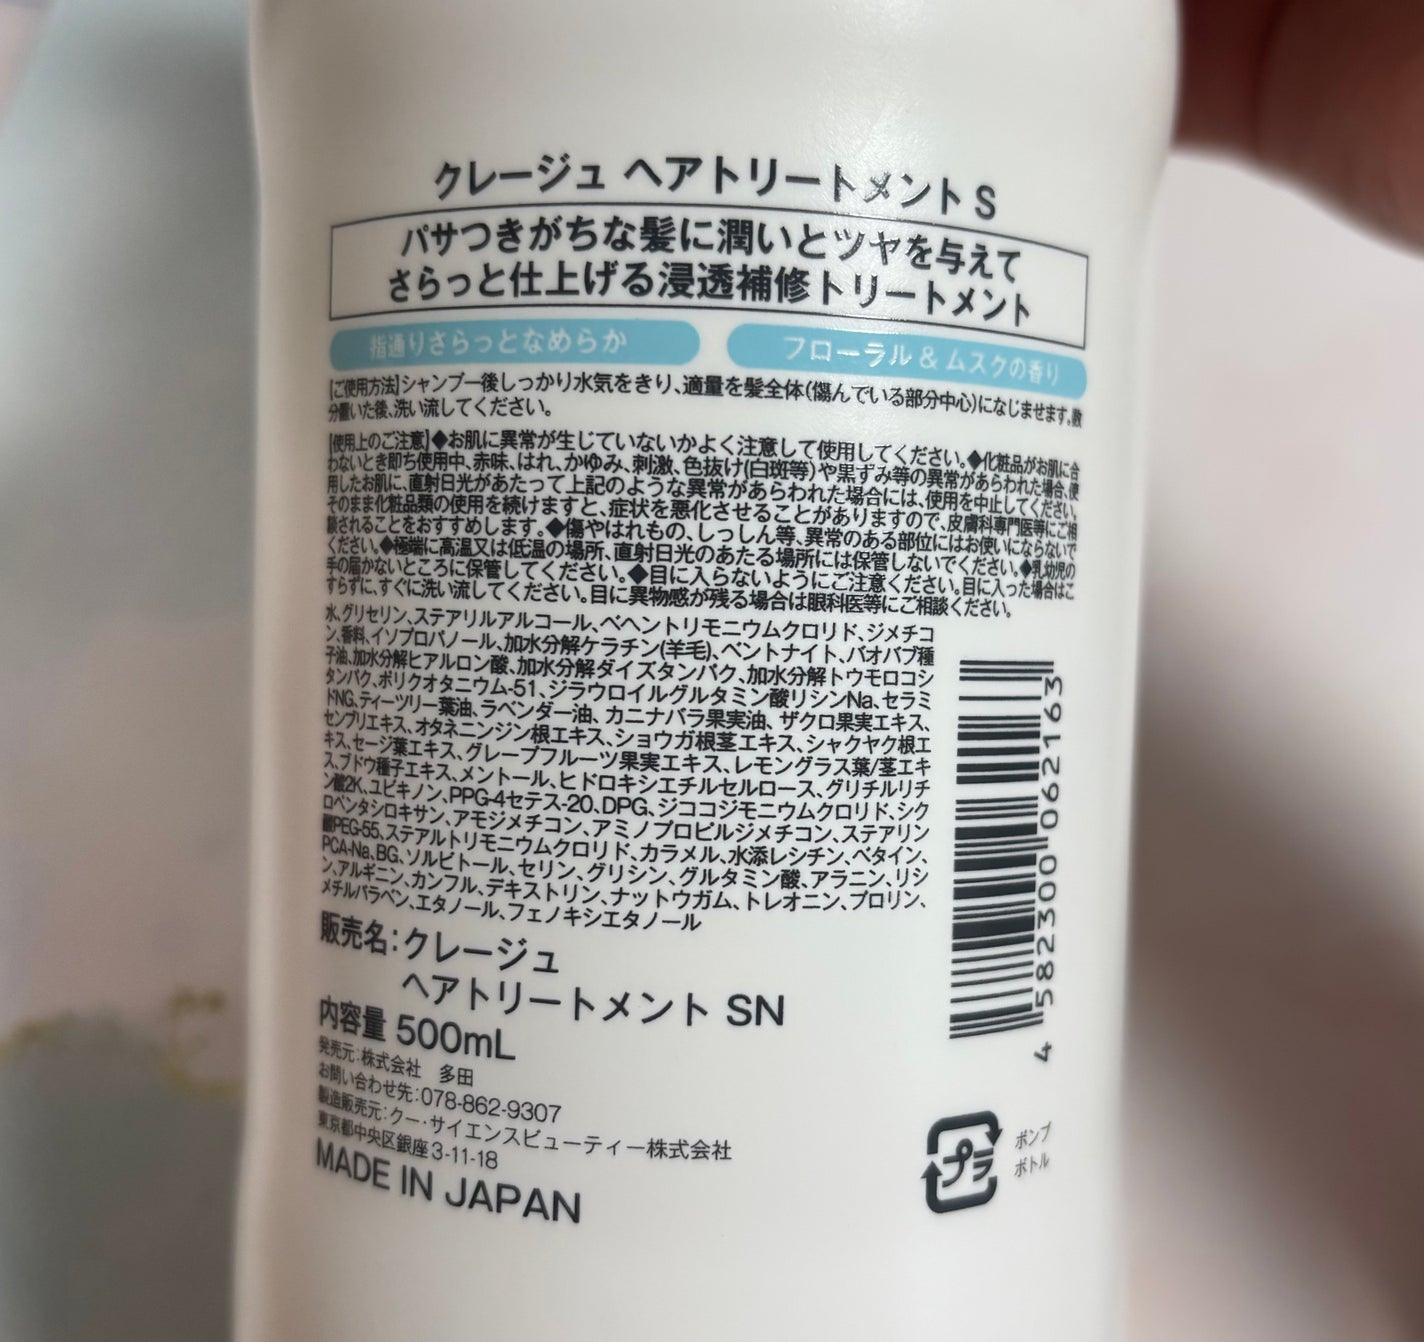 クレージュ ヘアトリートメント S
パサつきがちな髪に潤いとツヤを与えて
さらっと仕上げる浸透補修トリートメント
指通りさらっとなめらか
フローラル & ムスクの香り
[ご使用方法]シャンプー後しっかり水気をきり、適量を髪全体(傷んでいる部分中心)になじませます。数
分置いた後、洗い流してください。
[使用上のご注意]◆お肌に異常が生じていないかよく注意して使用してください。◆化粧品がお肌に合
わないとき即ち使用中、赤味、はれ、かゆみ、刺激、色抜け(白斑等)や黒ずみ等の異常があらわれた場合、使
用したお肌に、直射日光があたって上記のような異常があらわれた場合には、使用を中止してください。
そのまま化粧品類の使用を続けますと、症状を悪化させることがありますので、皮膚科専門医等にご相
談されることをおすすめします。◆傷やはれもの、しっしん等、異常のある部位にはお使いにならないで
ください。◆極端に高温又は低温の場所、直射日光のあたる場所には保管しないでください。◆乳幼児の
手の届かないところに保管してください。◆目に入らないようにご注意ください。目に入った場合はこ
すらずに、すぐに洗い流してください。目に異物感が残る場合は眼科医等にご相談ください。
水、グリセリン、ステアリルアルコール、ベヘントリモニウムクロリド、ジメチコ
ン、香料、イソプロパノール、加水分解ケラチン(羊毛)、ベントナイト、バオバブ種
子油、加水分解ヒアルロン酸、加水分解ダイズタンパク、加水分解トウモロコシ
タンパク、ポリクオタニウム-51、ジラウロイルグルタミン酸リシンNa、セラミ
ドNG、ティーツリー葉油、ラベンダー油、カニナバラ果実油、ザクロ果実エキス、
センブリエキス、オタネニンジン根エキス、ショウガ根茎エキス、シャクヤク根エ
キス、セージ葉エキス、グレープフルーツ果実エキス、レモングラス葉/茎エキ
ス、ブドウ種子エキス、メントール、ヒドロキシエチルセルロース、グリチルリチ
ン酸2K、ユビキノン、PPG-4セテス-20、DPG、ジココジモニウムクロリド、シク
ロペンタシロキサン、アモジメチコン、アミノプロピルジメチコン、ステアリン
酸PEG-55、ステアルトリモニウムクロリド、カラメル、水添レシチン、ベタイン、
PCA-Na、BG、ソルビトール、セリン、グリシン、グルタミン酸、アラニン、リシ
ン、アルギニン、カンフル、デキストリン、ナットウガム、トレオニン、プロリン、
メチルパラベン、エタノール、フェノキシエタノール
4 582300 062163
販売名:クレージュ
ヘアトリートメント SN
内容量 500mL
発売元:株式会社 多田
お問い合わせ先:078-862-9307
製造販売元:クー・サイエンスビューティー株式会社
東京都中央区銀座3-11-18
MADE IN JAPAN
プラ
ポンプ
ボトル